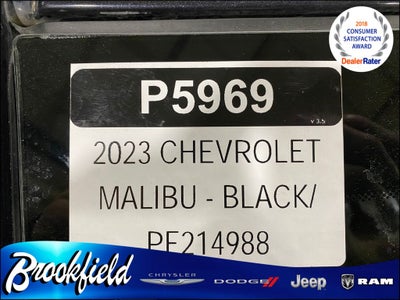 2018
CONSUMER
SATISFACTION
AWARD
DealerRater
P5969
v 3.5
2023 CHEVROLET
MALIBU - BLACK/
PF214988
Brookfield
CHRYSLER
DODGE
Jeep
RAM